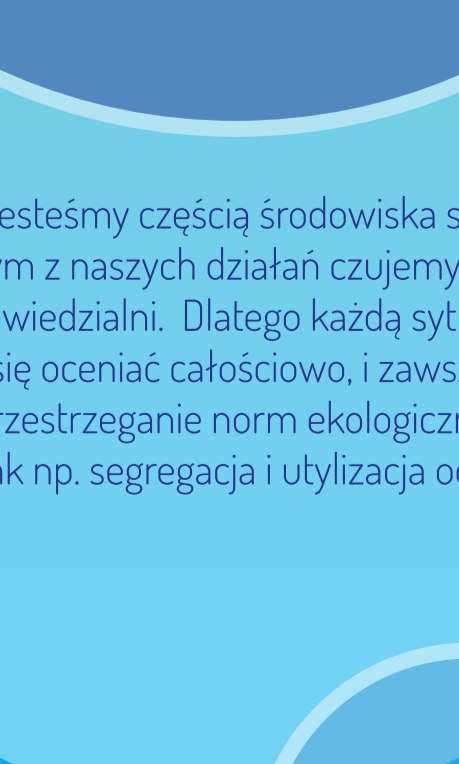 esteśmy częścią środowiska s
ym z naszych działań czujemy
wiedzialni. Dlatego każdą syt
się oceniać całościowo, i zaws
rzestrzeganie norm ekologiczn
ak np. segregacja i utylizacja o